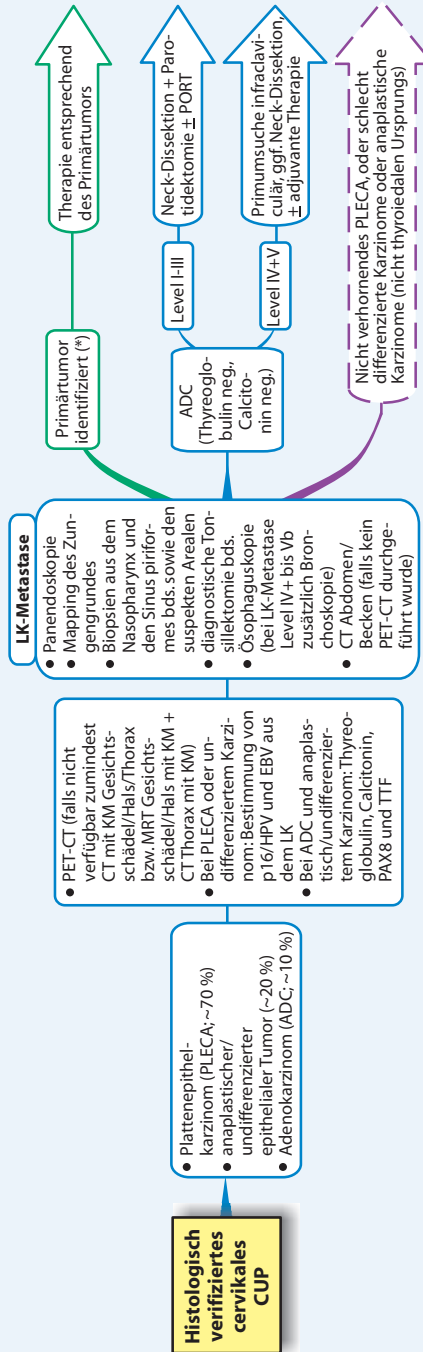 Histologisch
verifiziertes
cervikales
CUP
• Plattenepithel-
karzinom (PLECA; ~70 %)
• anaplastischer/
undifferenzierter
epithelialer Tumor (~20 %)
• Adenokarzinom (ADC; ~10 %)
• PET-CT (falls nicht
verfügbar zumindest
CT mit KM Gesichts-
schädel/Hals/Thorax
bzw. MRT Gesichts-
schädel/Hals mit KM +
CT Thorax mit KM)
• Bei PLECA oder un-
differenziertem Karzi-
nom: Bestimmung von
p16/HPV und EBV aus
dem LK
• Bei ADC und anaplas-
tisch/undifferenzier-
tem Karzinom: Thyreo-
globulin, Calcitonin,
PAX8 und TTF
LK-Metastase
• Panendoskopie
• Mapping des Zun-
gengrundes
• Biopsien aus dem
Nasopharynx und
den Sinus pirifor-
mes bds. sowie den
suspekten Arealen
• diagnostische Ton-
sillektomie bds.
• Ösophaguskopie
(bei LK-Metastase
Level IV+ bis Vb
zusätzlich Bron-
choskopie)
• CT Abdomen/
Becken (falls kein
PET-CT durchge-
führt wurde)
Primärtumor
identifiziert (*)
Therapie entsprechend
des Primärtumors
ADC
(Thyreoglo-
bulin neg.,
Calcito-
nin neg.)
Level I-III
Neck-Dissektion + Paro-
tidektomie ± PORT
Level IV+V
Primumsuche infraclavi-
culär, ggf. Neck-Dissektion,
± adjuvante Therapie
Nicht verhornendes PLECA, oder schlecht
differenzierte Karzinome oder anaplastische
Karzinome (nicht thyroiedalen Ursprungs)